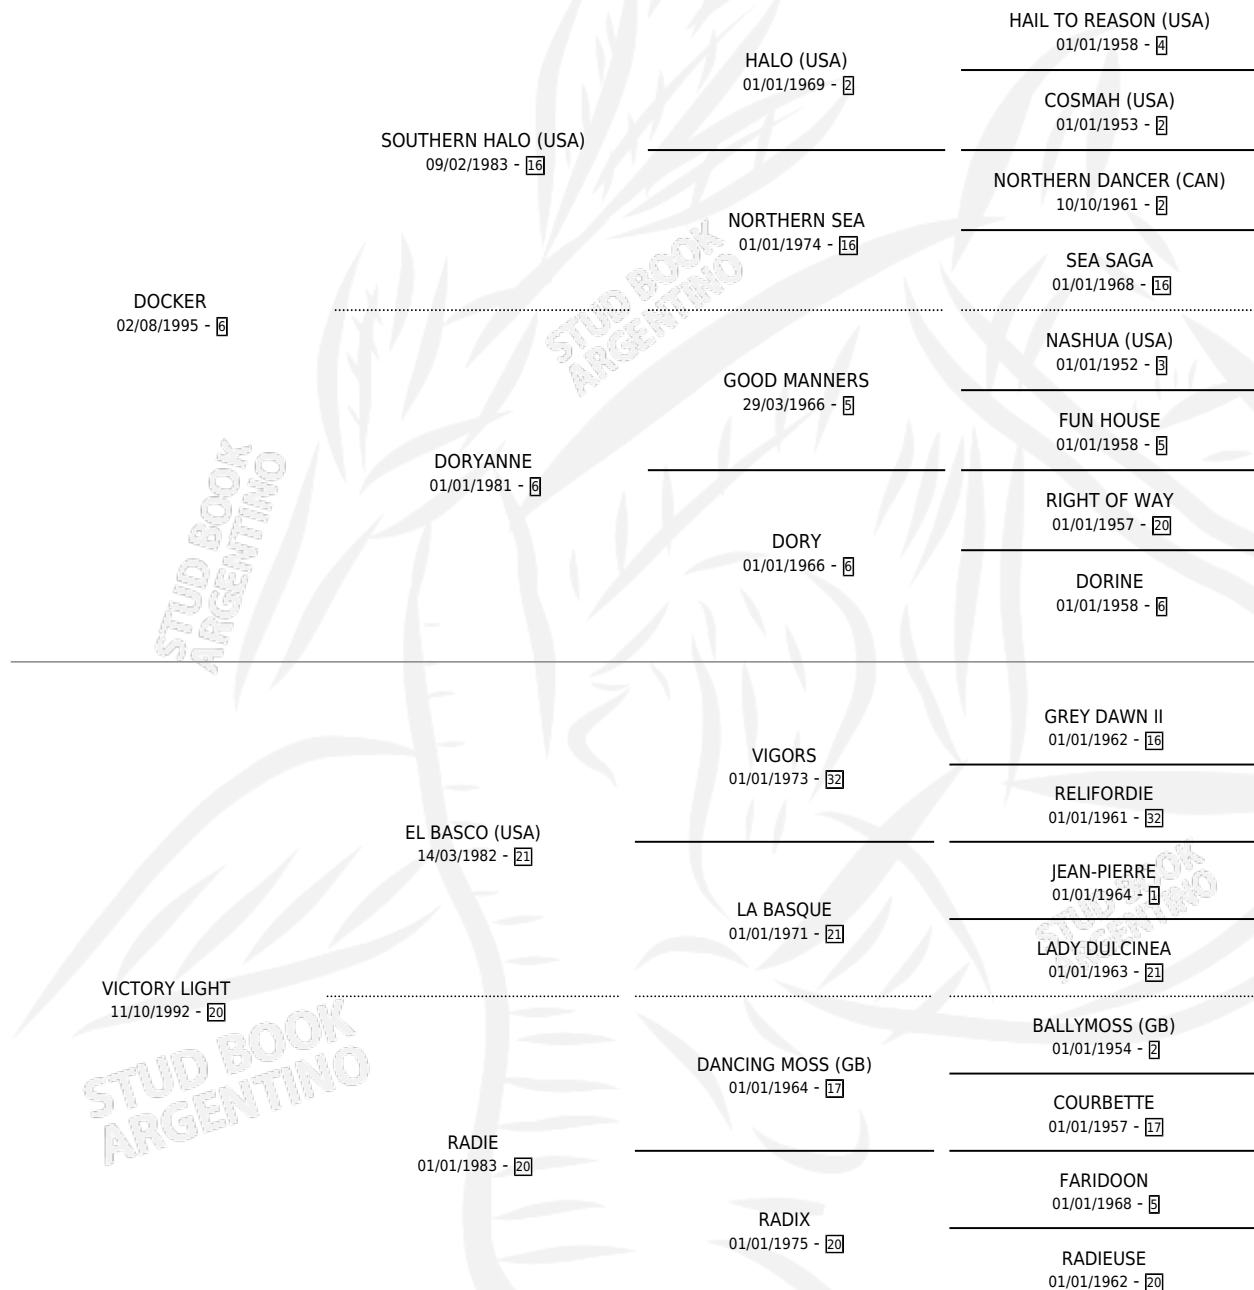 HAIL TO REASON (USA)
01/01/1958 - 4
HALO (USA)
01/01/1969 - 2
COSMAH (USA)
01/01/1953 - 2
SOUTHERN HALO (USA)
09/02/1983 - 16
NORTHERN DANCER (CAN)
10/10/1961 - 2
NORTHERN SEA
01/01/1974 - 16
SEA SAGA
01/01/1968 - 16
DOCKER
02/08/1995 - 6
STUD BOOK
ARGENTINO
NASHUA (USA)
01/01/1952 - 3
GOOD MANNERS
29/03/1966 - 5
FUN HOUSE
01/01/1958 - 5
DORYANNE
01/01/1981 - 6
RIGHT OF WAY
01/01/1957 - 20
DORY
01/01/1966 - 6
DORINE
01/01/1958 - 6
STUD BOOK
ARGENTINO
GREY DAWN II
01/01/1962 - 16
VIGORS
01/01/1973 - 32
RELIFORDIE
01/01/1961 - 32
EL BASCO (USA)
14/03/1982 - 21
JEAN-PIERRE
01/01/1964 - 1
LA BASQUE
01/01/1971 - 21
STUD BOOK
ARGENTINO
LADY DULCINEA
01/01/1963 - 21
VICTORY LIGHT
11/10/1992 - 20
STUD BOOK
ARGENTINO
BALLYMOSS (GB)
01/01/1954 - 2
DANCING MOSS (GB)
01/01/1964 - 17
COURBETTE
01/01/1957 - 17
RADIE
01/01/1983 - 20
FARIDOON
01/01/1968 - 5
RADIX
01/01/1975 - 20
RADIEUSE
01/01/1962 - 20